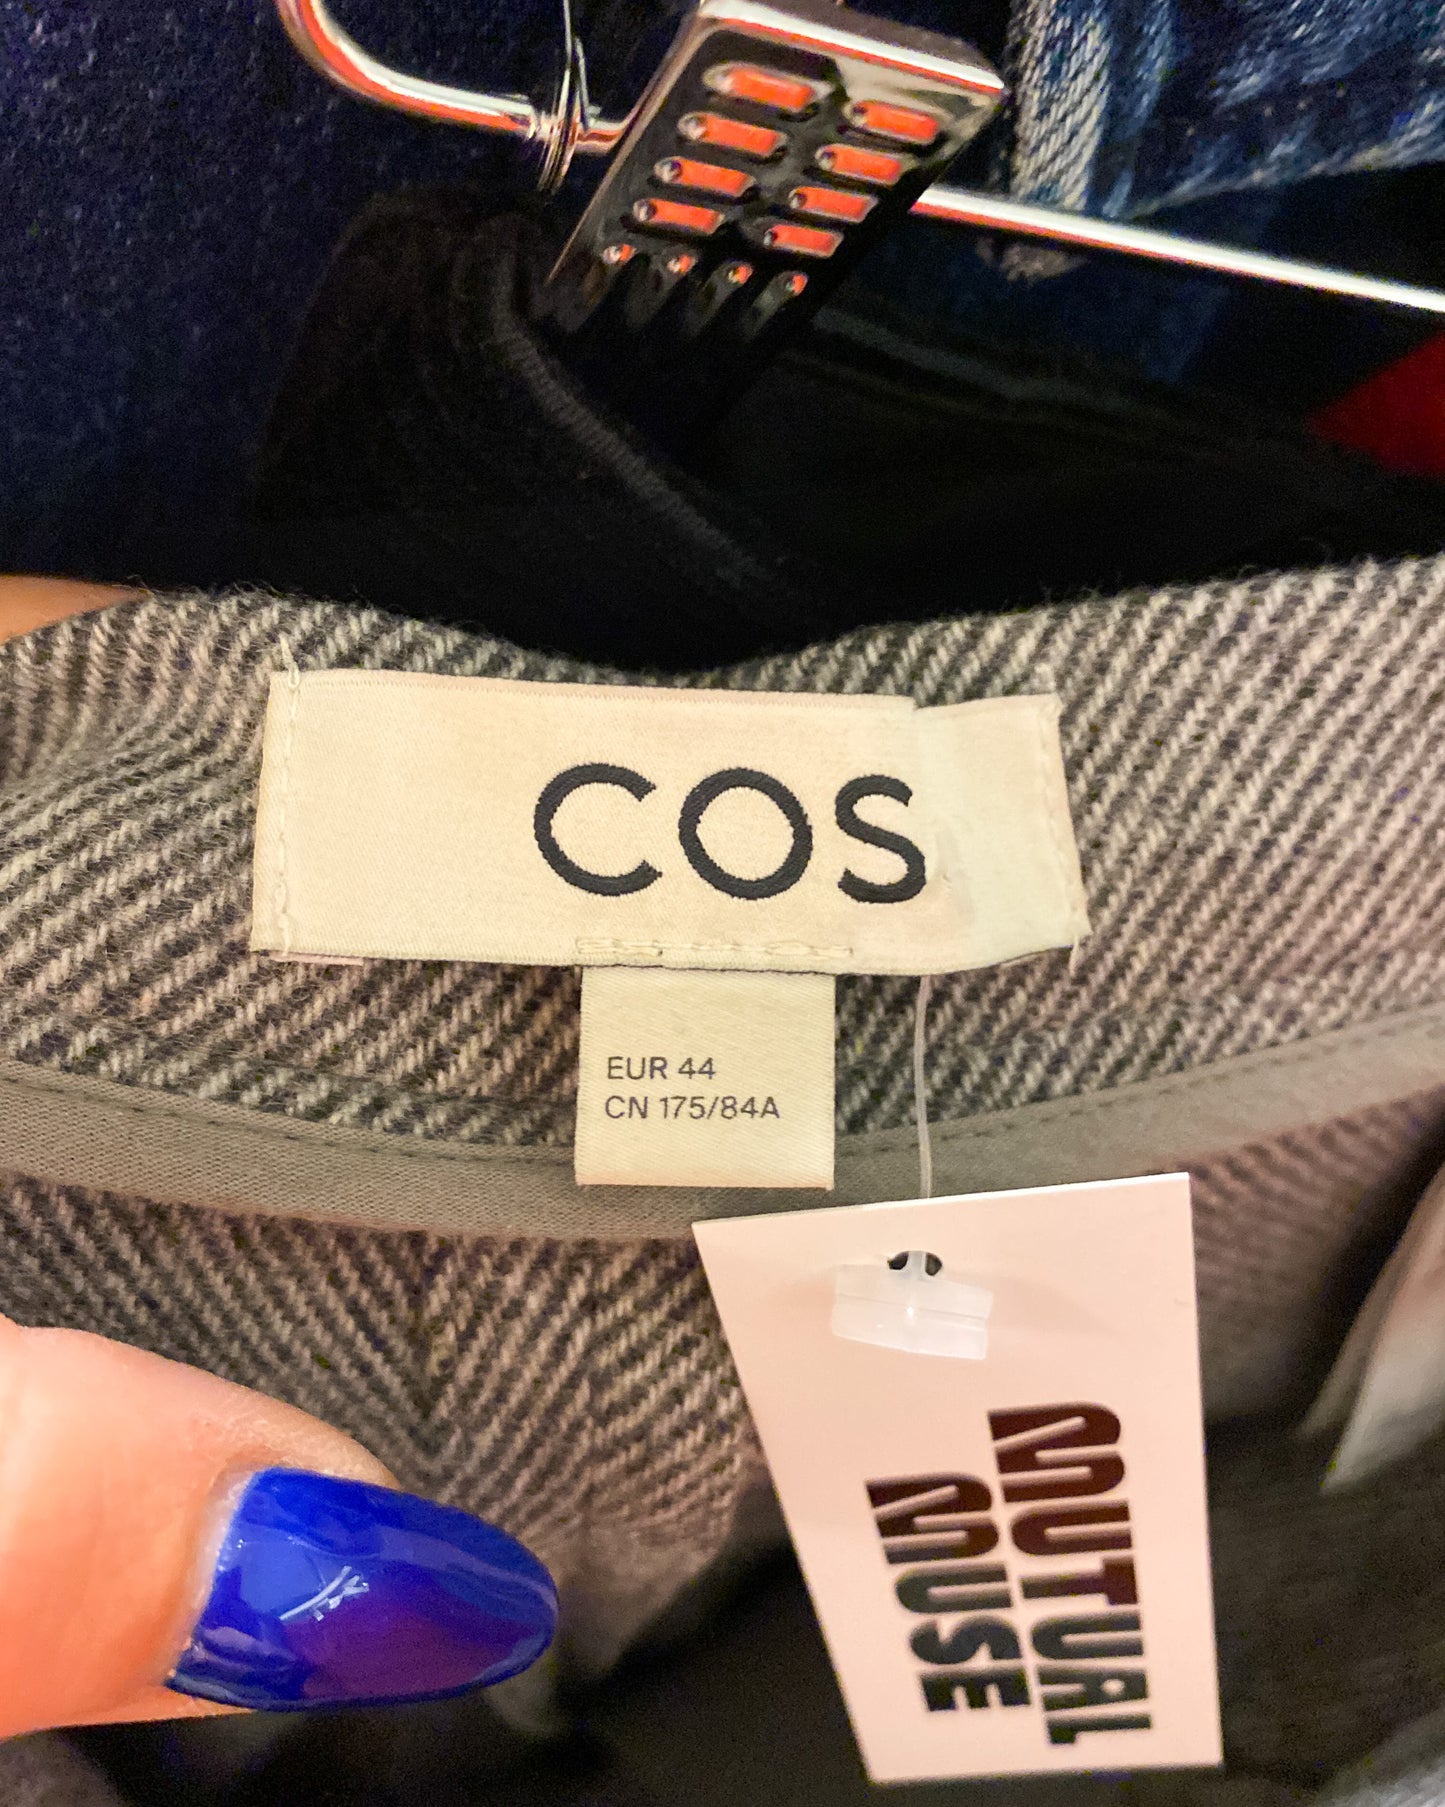 COS
EUR 44
CN 175/84A
MUTUAL
MUSE